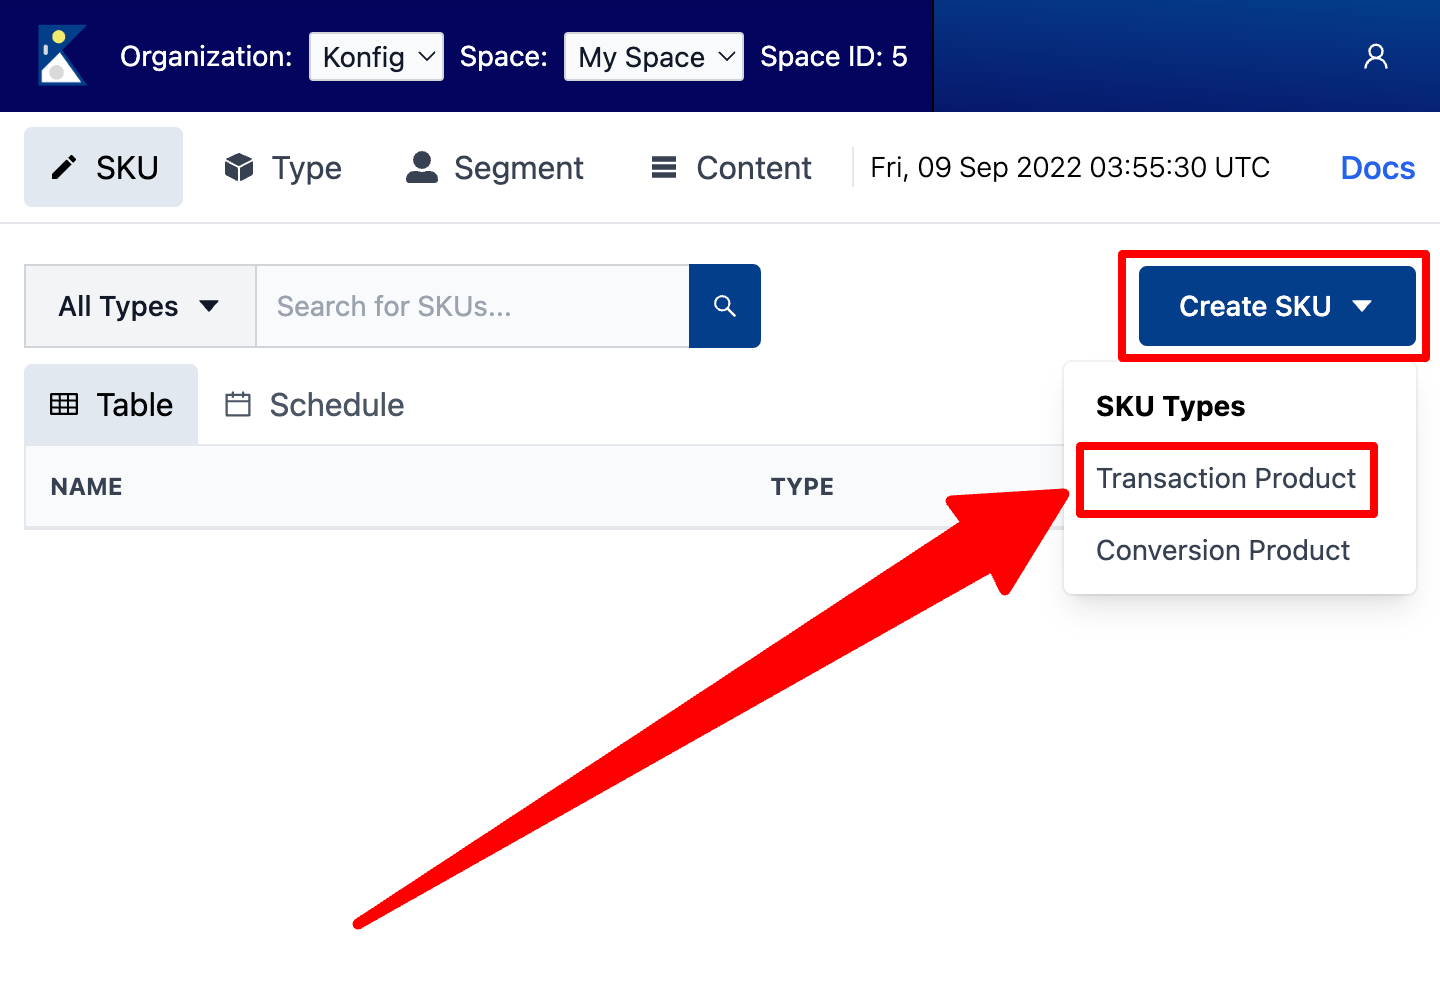 Organization: Konfig Space: My Space Space ID: 5
SKU Type Segment Content Fri, 09 Sep 2022 03:55:30 UTC Docs
All Types Search for SKUs... Create SKU
Table Schedule
SKU Types
NAME TYPE
Transaction Product
Conversion Product